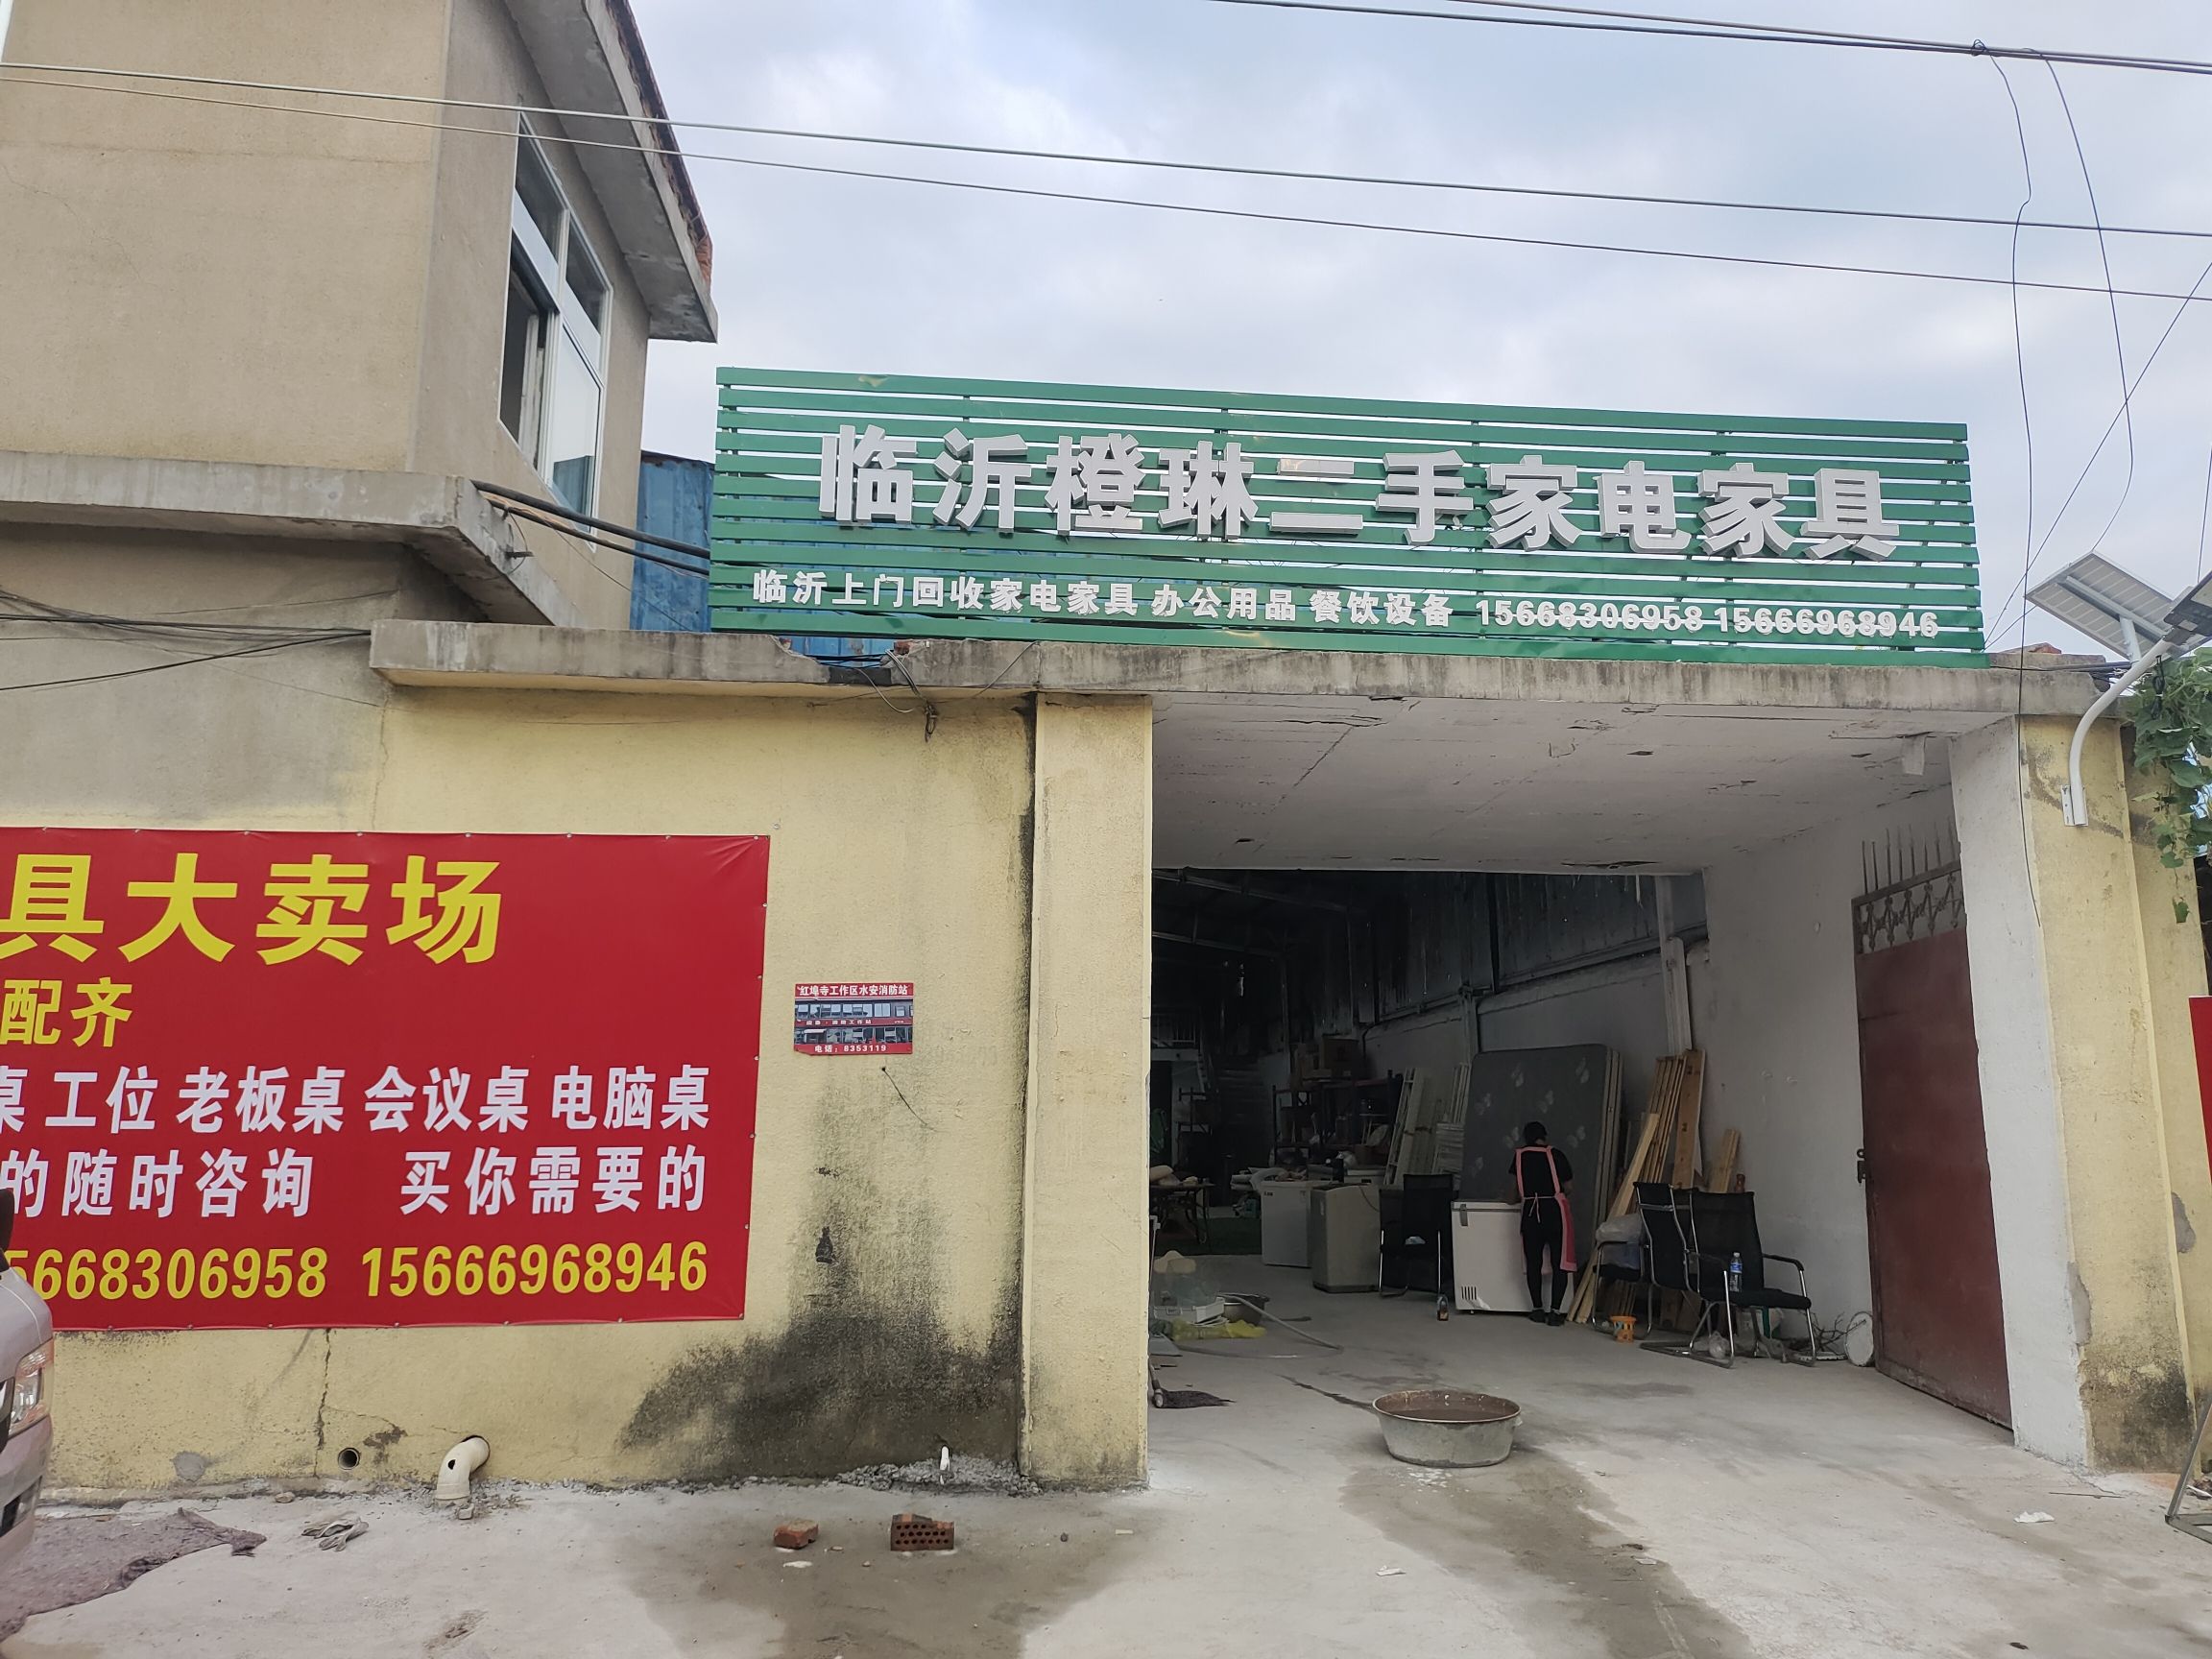 临沂橙琳二手家电家具
临沂上门回收家电家具 办公用品 餐饮设备 15668306958 15666968946
具大卖场
配齐
桌 工位 老板桌 会议桌 电脑桌
的随时咨询 买你需要的
5668306958 15666968946
红埠寺工作区水安消防站
电话：8353119